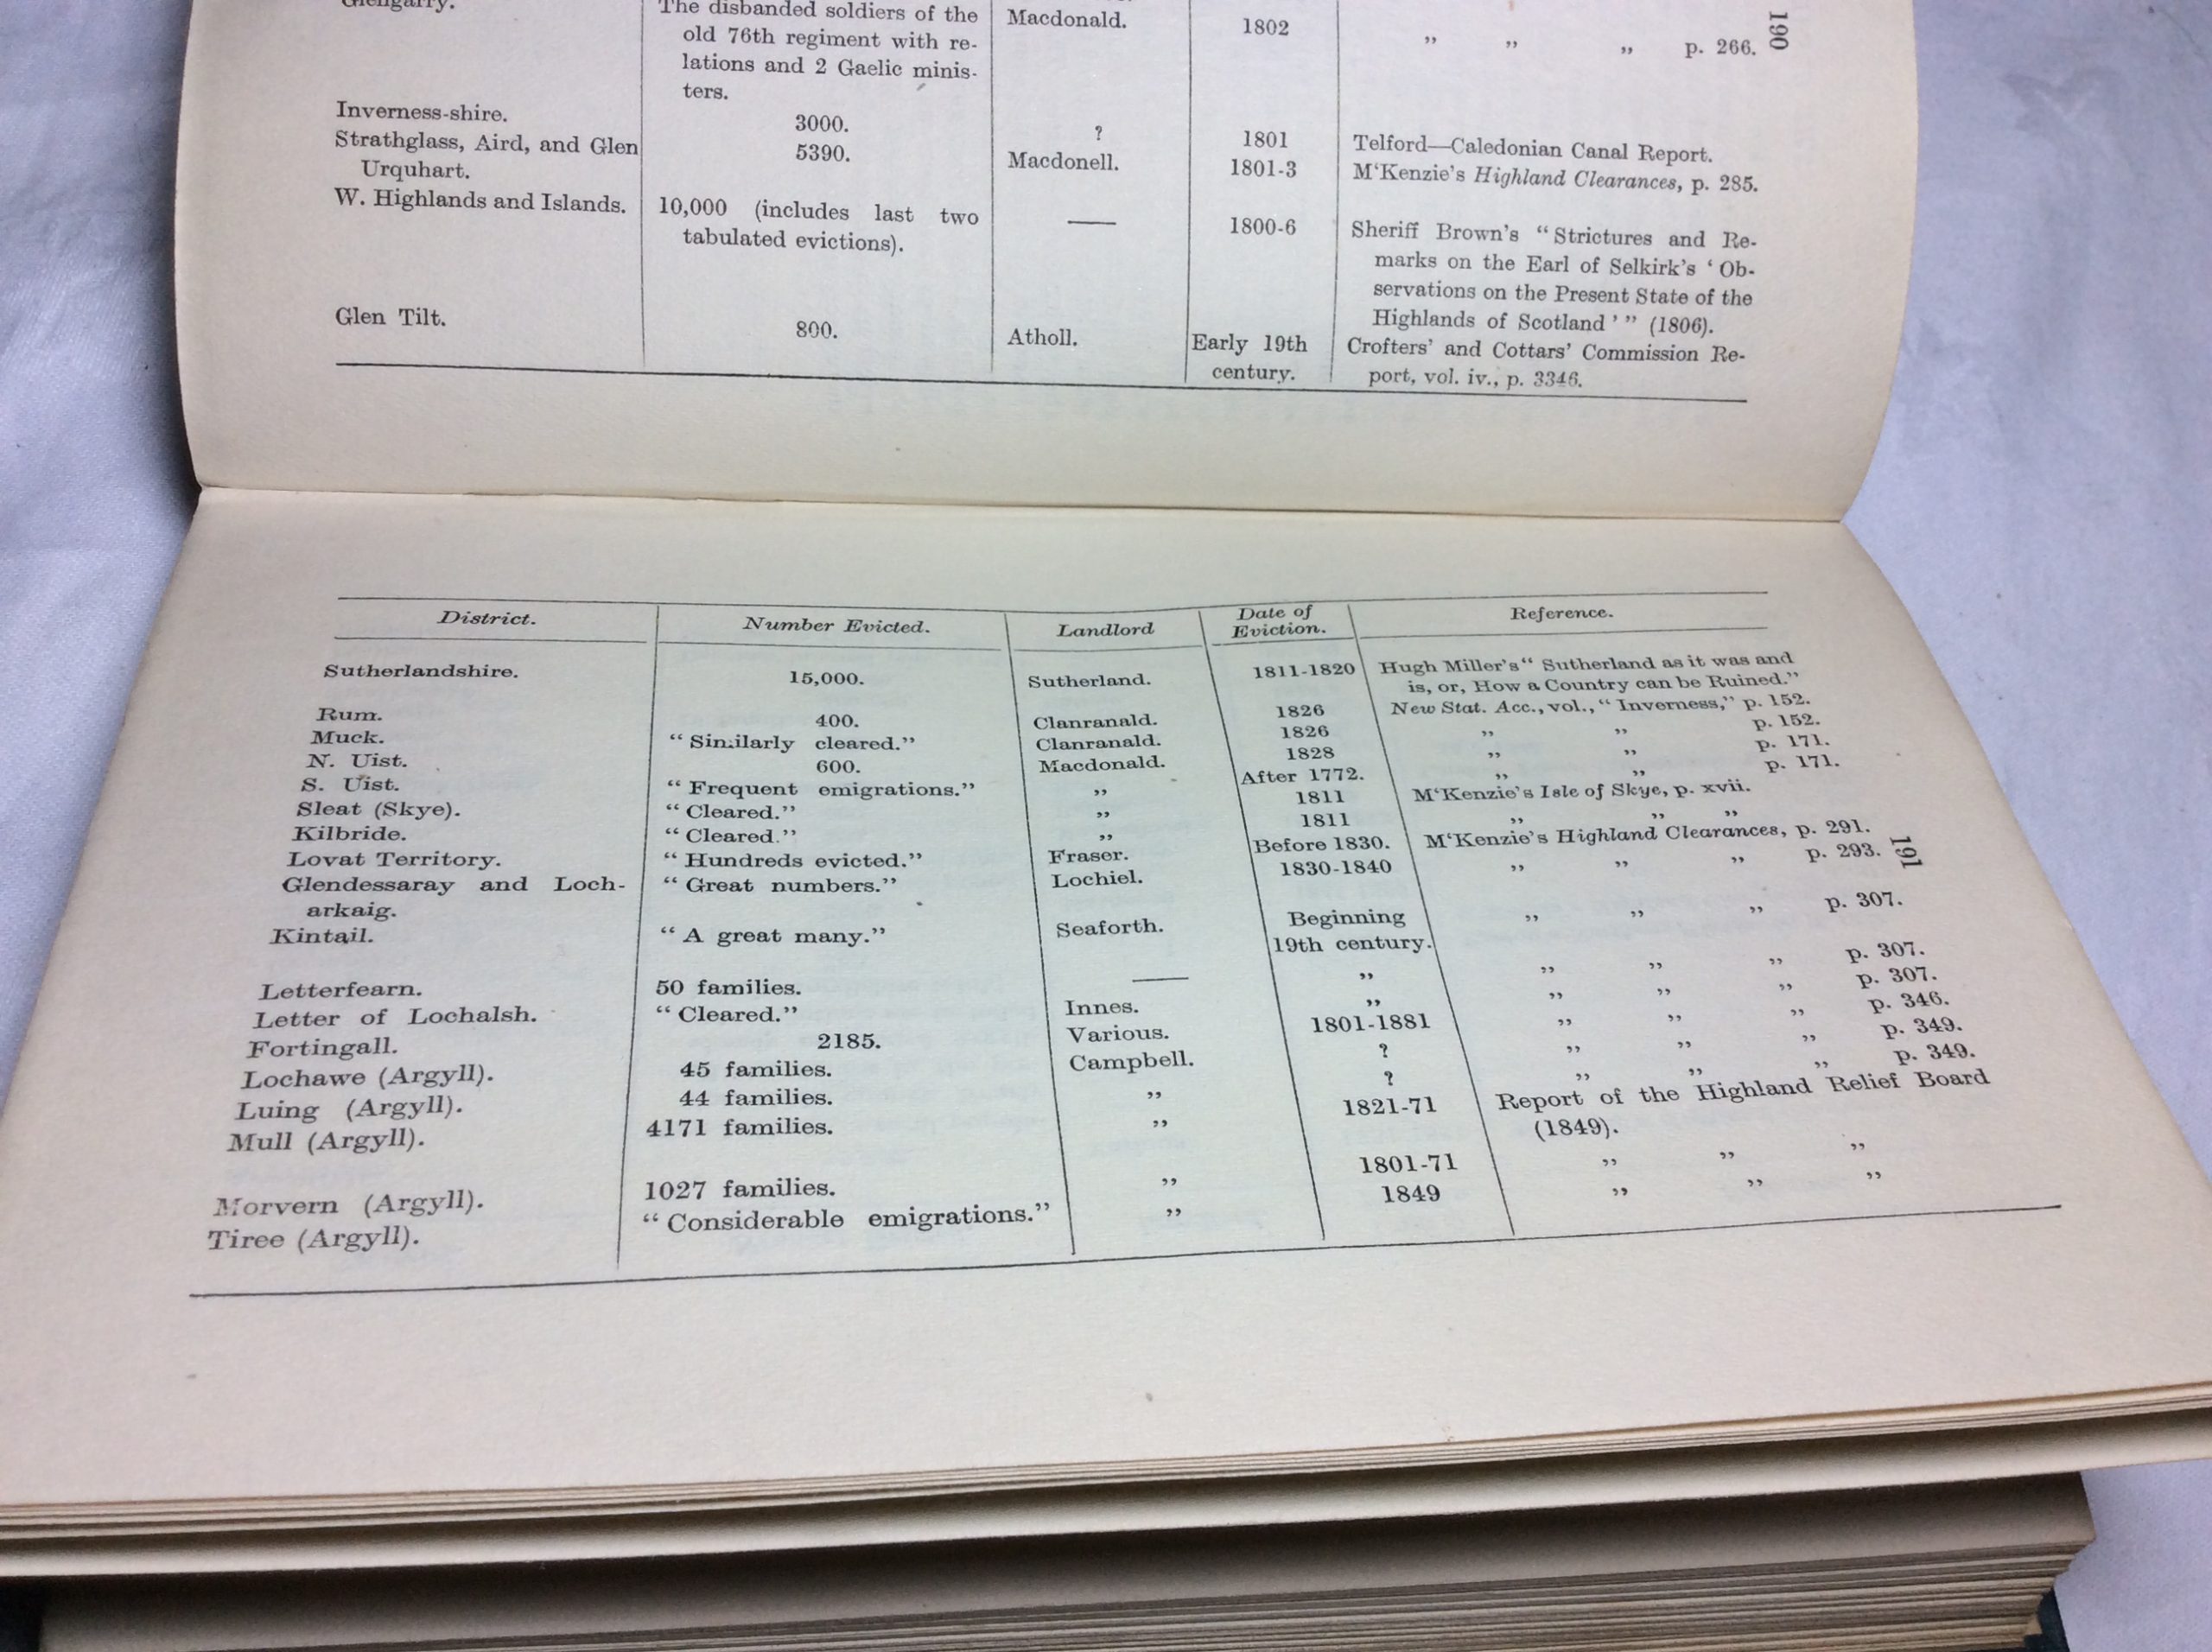 Glengarry. The disbanded soldiers of the Macdonald. 1802 ,, ,, ,, p. 266.
old 76th regiment with re-
lations and 2 Gaelic minis-
ters.
Inverness-shire. 3000. ? 1801 Telford—Caledonian Canal Report.
Strathglass, Aird, and Glen 5390. Macdonell. 1801-3 M‘Kenzie's Highland Clearances, p. 285.
Urquhart.
W. Highlands and Islands. 10,000 (includes last two —— 1800-6 Sheriff Brown's “Strictures and Re-
tabulated evictions). marks on the Earl of Selkirk's ‘Ob-
servations on the Present State of the
Highlands of Scotland’” (1806).
Glen Tilt. 800. Atholl. Early 19th Crofters' and Cottars' Commission Re-
century. port, vol. iv., p. 3346.
190
District. Number Evicted. Landlord Date of Reference.
Eviction.
Sutherlandshire. 15,000. Sutherland. 1811-1820 Hugh Miller's “Sutherland as it was and
is, or, How a Country can be Ruined.”
Rum. 400. Clanranald. 1826 New Stat. Acc., vol., “Inverness,” p. 152.
Muck. “Similarly cleared.” Clanranald. 1826 ,, ,, p. 152.
N. Uist. 600. Macdonald. 1828 ,, ,, p. 171.
S. Uist. “Frequent emigrations.” ,, After 1772. ,, ,, p. 171.
Sleat (Skye). “Cleared.” ,, 1811 M‘Kenzie's Isle of Skye, p. xvii.
Kilbride. “Cleared.” ,, 1811 ,, ,, ,,
Lovat Territory. “Hundreds evicted.” Fraser. Before 1830. M‘Kenzie's Highland Clearances, p. 291.
Glendessaray and Loch- “Great numbers.” Lochiel. 1830-1840 ,, ,, ,, p. 293.
arkaig.
Kintail. “A great many.” Seaforth. Beginning ,, ,, ,, p. 307.
19th century.
Letterfearn. 50 families. —— ,, ,, ,, ,, p. 307.
Letter of Lochalsh. “Cleared.” Innes. ,, ,, ,, ,, p. 307.
Fortingall. 2185. Various. 1801-1881 ,, ,, ,, p. 346.
Lochawe (Argyll). 45 families. Campbell. ? ,, ,, ,, p. 349.
Luing (Argyll). 44 families. ,, ? ,, ,, ,, p. 349.
Mull (Argyll). 4171 families. ,, 1821-71 Report of the Highland Relief Board
(1849).
Morvern (Argyll). 1027 families. ,, 1801-71 ,, ,, ,,
Tiree (Argyll). “Considerable emigrations.” ,, 1849 ,, ,, ,,
191